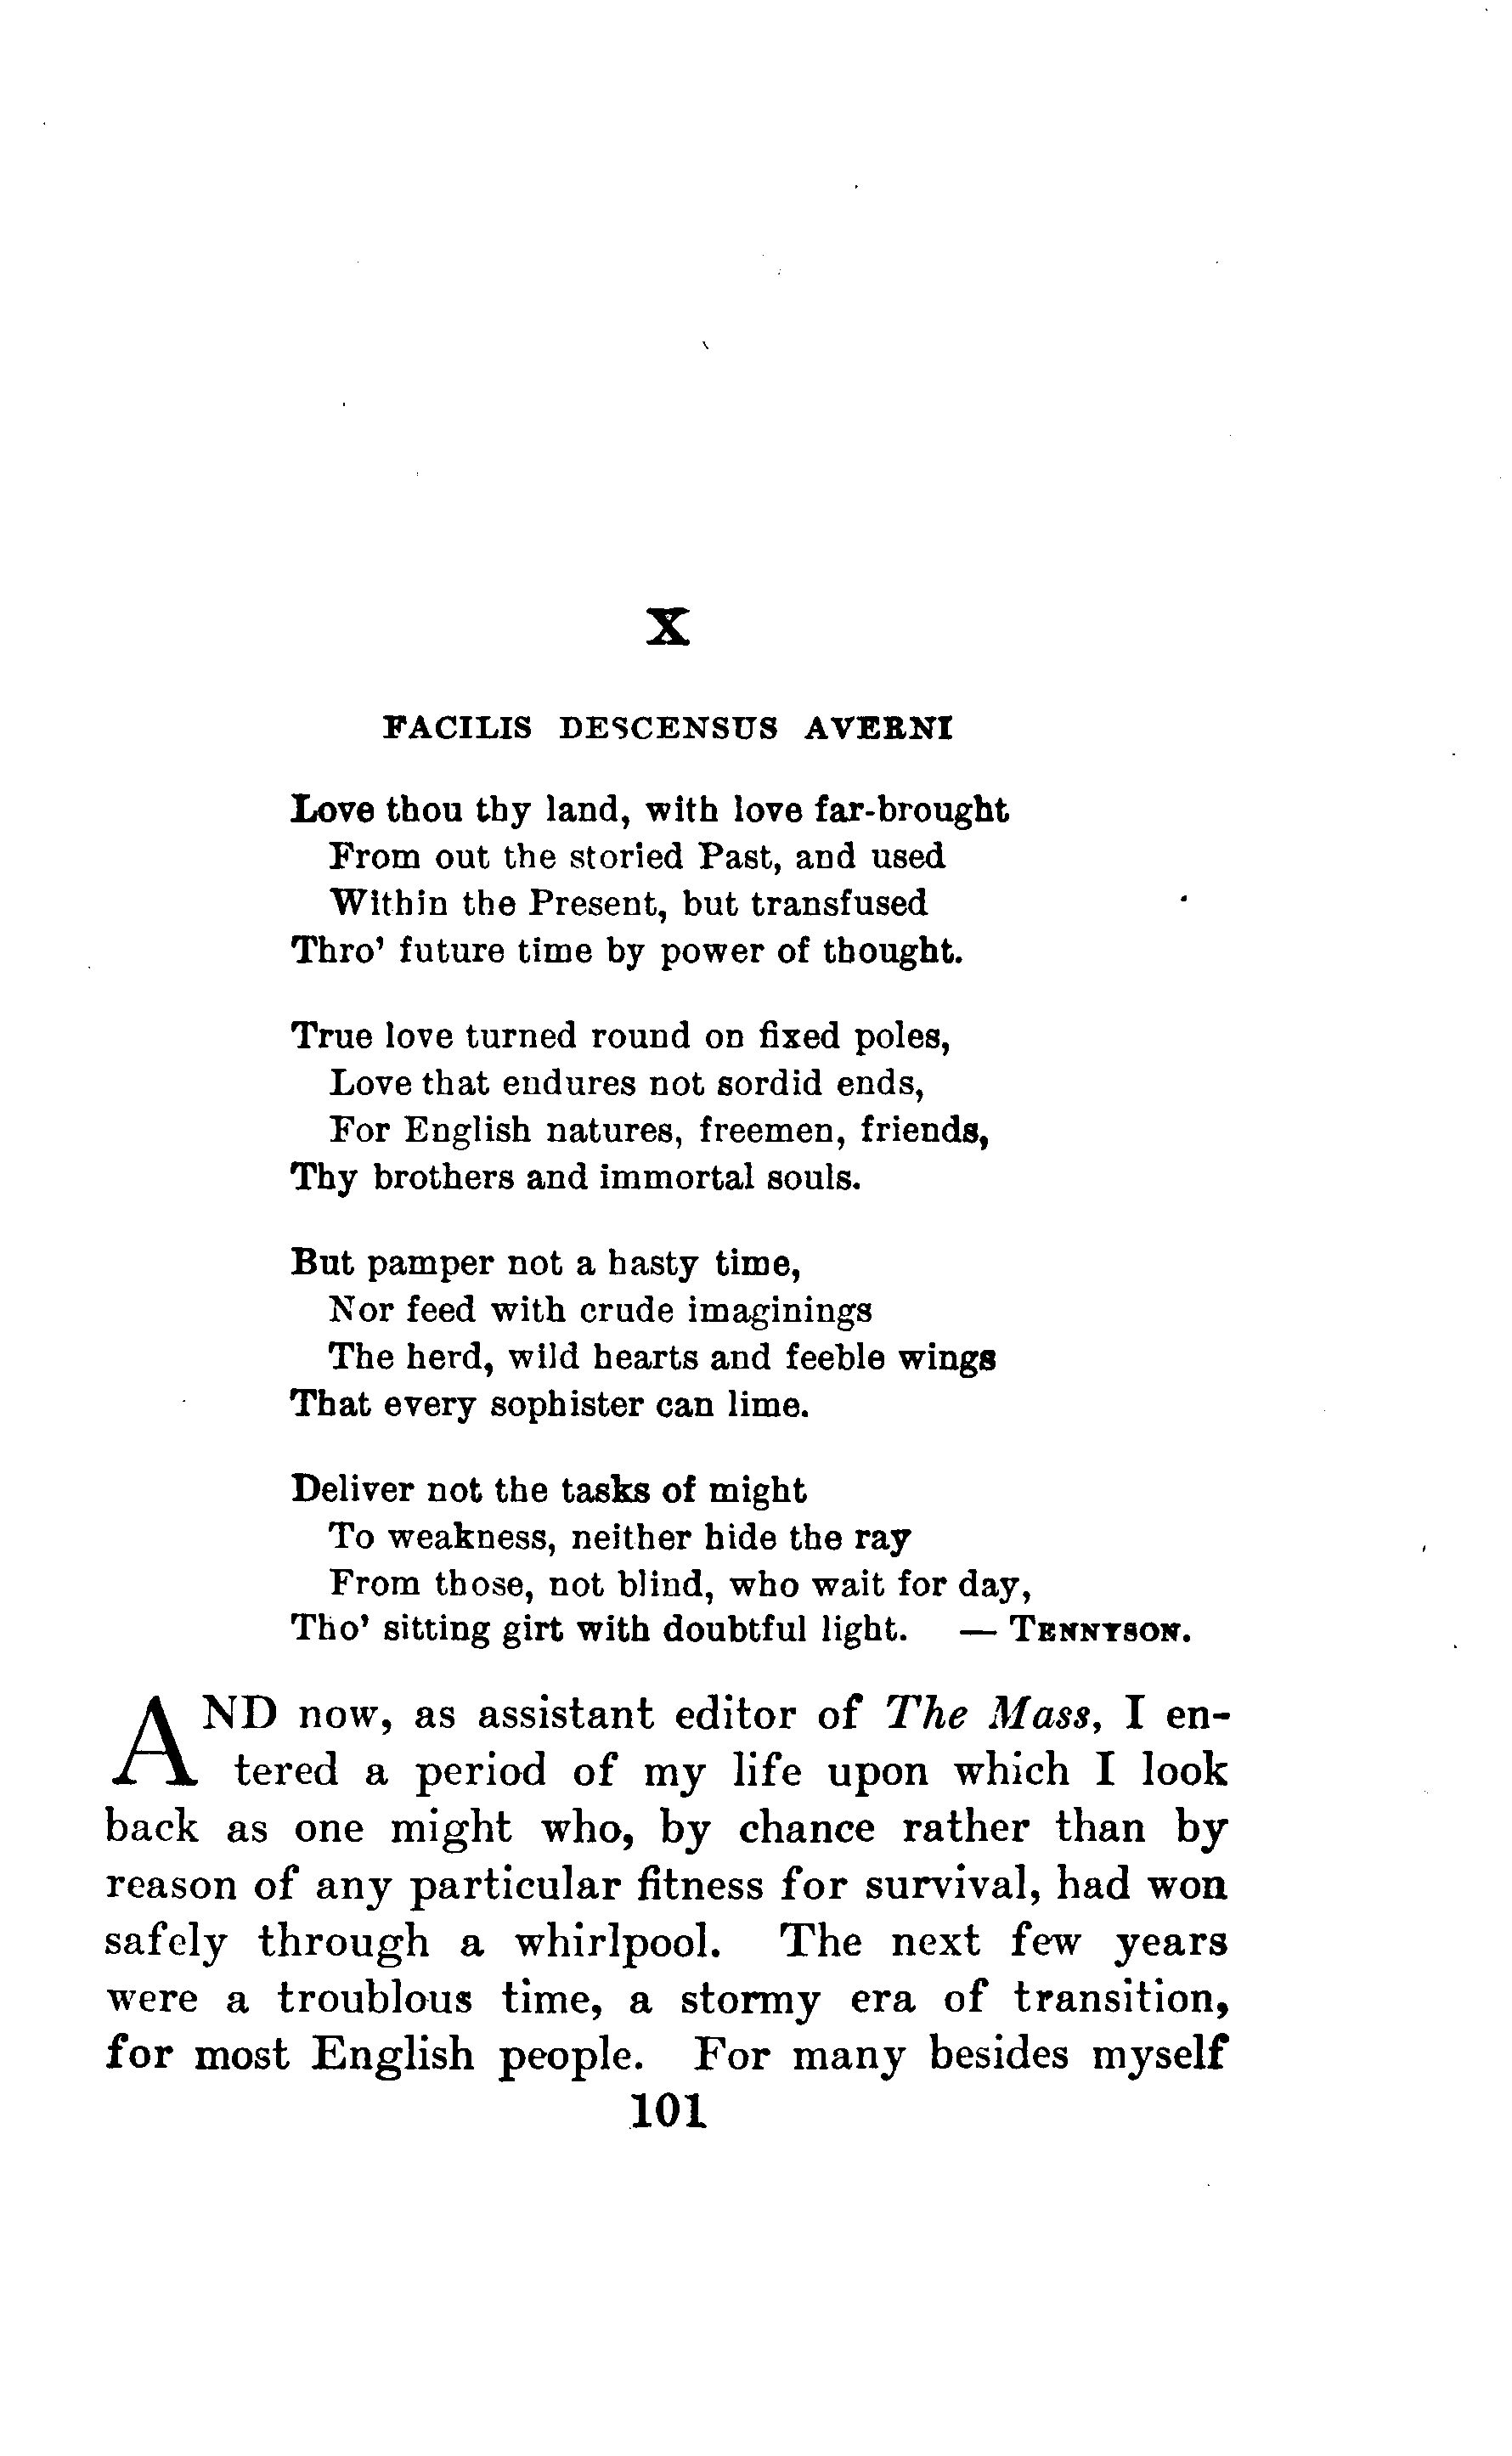 X
FACILIS DESCENSUS AVERNI
Love thou thy land, with love far-brought
From out the storied Past, and used
Within the Present, but transfused
Thro' future time by power of thought.
True love turned round on fixed poles,
Love that endures not sordid ends,
For English natures, freemen, friends,
Thy brothers and immortal souls.
But pamper not a hasty time,
Nor feed with crude imaginings
The herd, wild hearts and feeble wings
That every sophister can lime.
Deliver not the tasks of might
To weakness, neither hide the ray
From those, not blind, who wait for day,
Tho' sitting girt with doubtful light. — TENNYSON.
AND now, as assistant editor of The Mass, I en-
tered a period of my life upon which I look
back as one might who, by chance rather than by
reason of any particular fitness for survival, had won
safely through a whirlpool. The next few years
were a troublous time, a stormy era of transition,
for most English people. For many besides myself
101